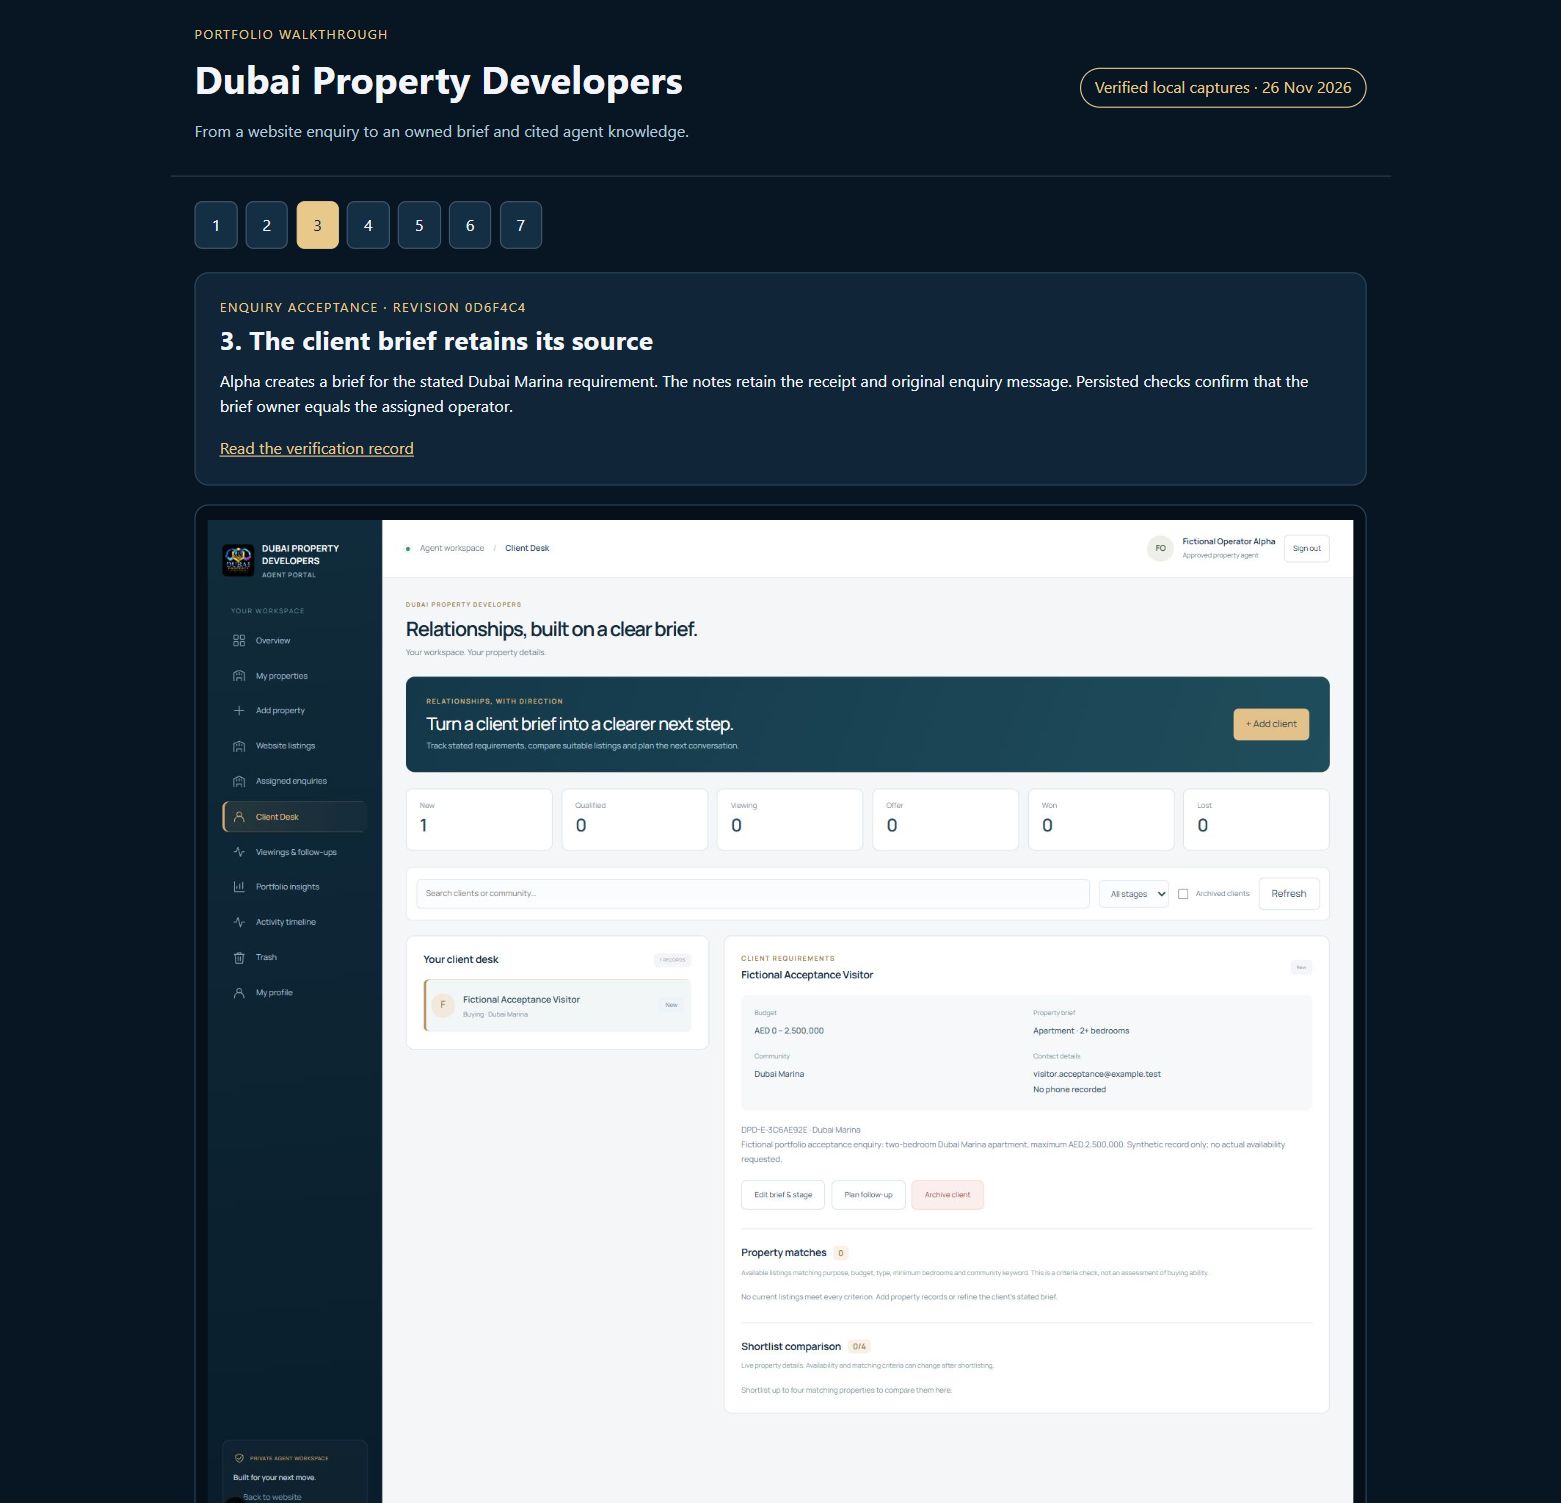 PORTFOLIO WALKTHROUGH
Dubai Property Developers
Verified local captures · 26 Nov 2026
From a website enquiry to an owned brief and cited agent knowledge.
1 2 3 4 5 6 7
ENQUIRY ACCEPTANCE · REVISION 0D6F4C4
3. The client brief retains its source
Alpha creates a brief for the stated Dubai Marina requirement. The notes retain the receipt and original enquiry message. Persisted checks confirm that the
brief owner equals the assigned operator.
Read the verification record
DUBAI PROPERTY
DEVELOPERS
AGENT PORTAL
YOUR WORKSPACE
Overview
My properties
Add property
Website listings
Assigned enquiries
Client Desk
Viewings & follow-ups
Portfolio insights
Activity timeline
Trash
My profile
PRIVATE AGENT WORKSPACE
Built for your next move.
Back to website
Agent workspace / Client Desk
FO
Fictional Operator Alpha
Approved property agent
Sign out
DUBAI PROPERTY DEVELOPERS
Relationships, built on a clear brief.
Your workspace. Your property details.
RELATIONSHIPS, WITH DIRECTION
Turn a client brief into a clearer next step.
Track stated requirements, compare suitable listings and plan the next conversation.
+ Add client
New
1
Qualified
0
Viewing
0
Offer
0
Won
0
Lost
0
Search clients or community...
All stages
Archived clients
Refresh
Your client desk
1 RECORDS
F
Fictional Acceptance Visitor
Buying · Dubai Marina
New
CLIENT REQUIREMENTS
Fictional Acceptance Visitor
New
Budget
AED 0 – 2,500,000
Property brief
Apartment · 2+ bedrooms
Community
Dubai Marina
Contact details
visitor.acceptance@example.test
No phone recorded
DPD-E-3C6AE92E · Dubai Marina
Fictional portfolio acceptance enquiry: two-bedroom Dubai Marina apartment, maximum AED 2,500,000. Synthetic record only; no actual availability
requested.
Edit brief & stage
Plan follow-up
Archive client
Property matches 0
Available listings matching purpose, budget, type, minimum bedrooms and community keyword. This is a criteria check, not an assessment of buying ability.
No current listings meet every criterion. Add property records or refine the client's stated brief.
Shortlist comparison 0/4
Live property details. Availability and matching criteria can change after shortlisting.
Shortlist up to four matching properties to compare them here.